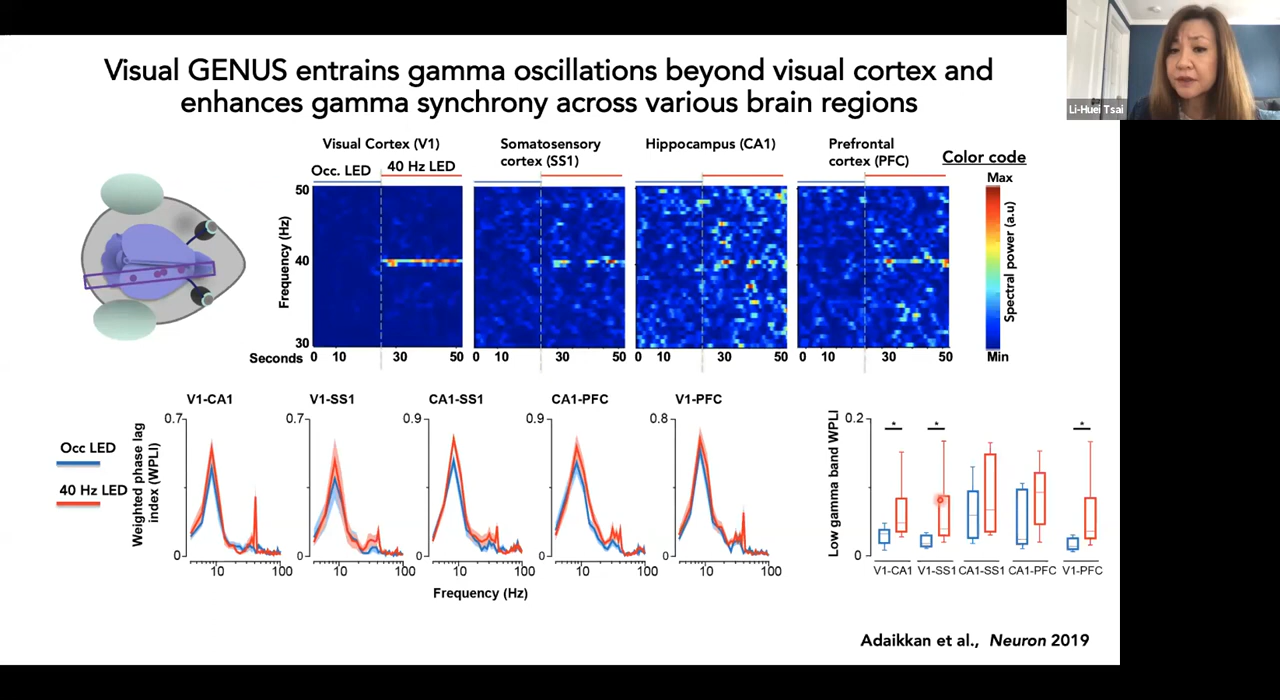 Visual GENUS entrains gamma oscillations beyond visual cortex and
enhances gamma synchrony across various brain regions
Li-Huei Tsai
Visual Cortex (V1)
Somatosensory
cortex (SS1)
Hippocampus (CA1)
Prefrontal
cortex (PFC)
Color code
Occ. LED
40 Hz LED
Max
50
40
30
Frequency (Hz)
Spectral power (a.u)
Min
Seconds
0 10 30 50
0 10 30
0 10 30
0 10 30 50
V1-CA1
V1-SS1
CA1-SS1
CA1-PFC
V1-PFC
Occ LED
40 Hz LED
Weighted phase lag
index (WPLI)
0.7
0
10 100
0.7
0
10 100
0.9
0
10 100
0.9
0
10 100
0.8
0
10 100
Frequency (Hz)
Low gamma band WPLI
0.2
0
* * *
V1-CA1 V1-SS1 CA1-SS1 CA1-PFC V1-PFC
Adaikkan et al., Neuron 2019